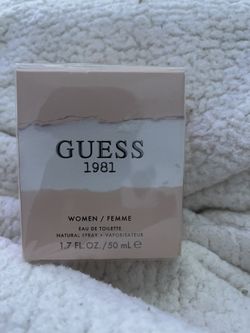 GUESS
1981
WOMEN / FEMME
EAU DE TOILETTE
NATURAL SPRAY • VAPORISATEUR
1.7 FL. OZ. / 50 mL ℮